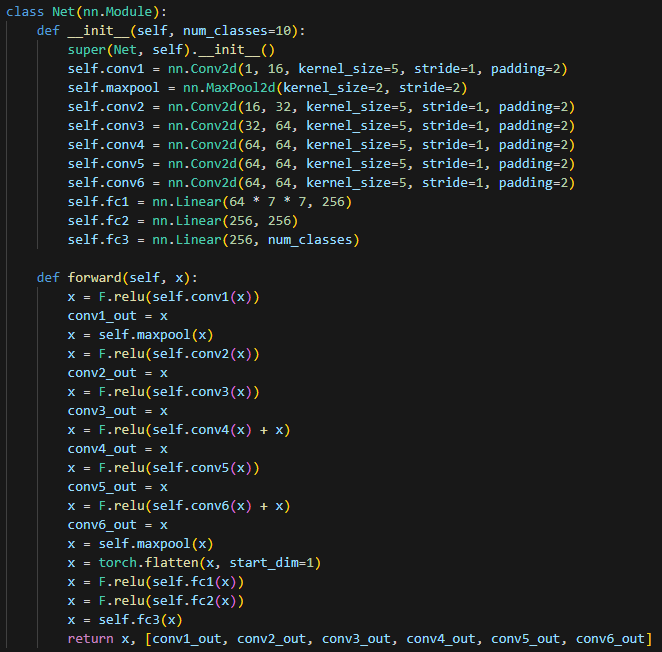 class Net(nn.Module):
    def __init__(self, num_classes=10):
        super(Net, self).__init__()
        self.conv1 = nn.Conv2d(1, 16, kernel_size=5, stride=1, padding=2)
        self.maxpool = nn.MaxPool2d(kernel_size=2, stride=2)
        self.conv2 = nn.Conv2d(16, 32, kernel_size=5, stride=1, padding=2)
        self.conv3 = nn.Conv2d(32, 64, kernel_size=5, stride=1, padding=2)
        self.conv4 = nn.Conv2d(64, 64, kernel_size=5, stride=1, padding=2)
        self.conv5 = nn.Conv2d(64, 64, kernel_size=5, stride=1, padding=2)
        self.conv6 = nn.Conv2d(64, 64, kernel_size=5, stride=1, padding=2)
        self.fc1 = nn.Linear(64 * 7 * 7, 256)
        self.fc2 = nn.Linear(256, 256)
        self.fc3 = nn.Linear(256, num_classes)

    def forward(self, x):
        x = F.relu(self.conv1(x))
        conv1_out = x
        x = self.maxpool(x)
        x = F.relu(self.conv2(x))
        conv2_out = x
        x = F.relu(self.conv3(x))
        conv3_out = x
        x = F.relu(self.conv4(x) + x)
        conv4_out = x
        x = F.relu(self.conv5(x))
        conv5_out = x
        x = F.relu(self.conv6(x) + x)
        conv6_out = x
        x = self.maxpool(x)
        x = torch.flatten(x, start_dim=1)
        x = F.relu(self.fc1(x))
        x = F.relu(self.fc2(x))
        x = self.fc3(x)
        return x, [conv1_out, conv2_out, conv3_out, conv4_out, conv5_out, conv6_out]